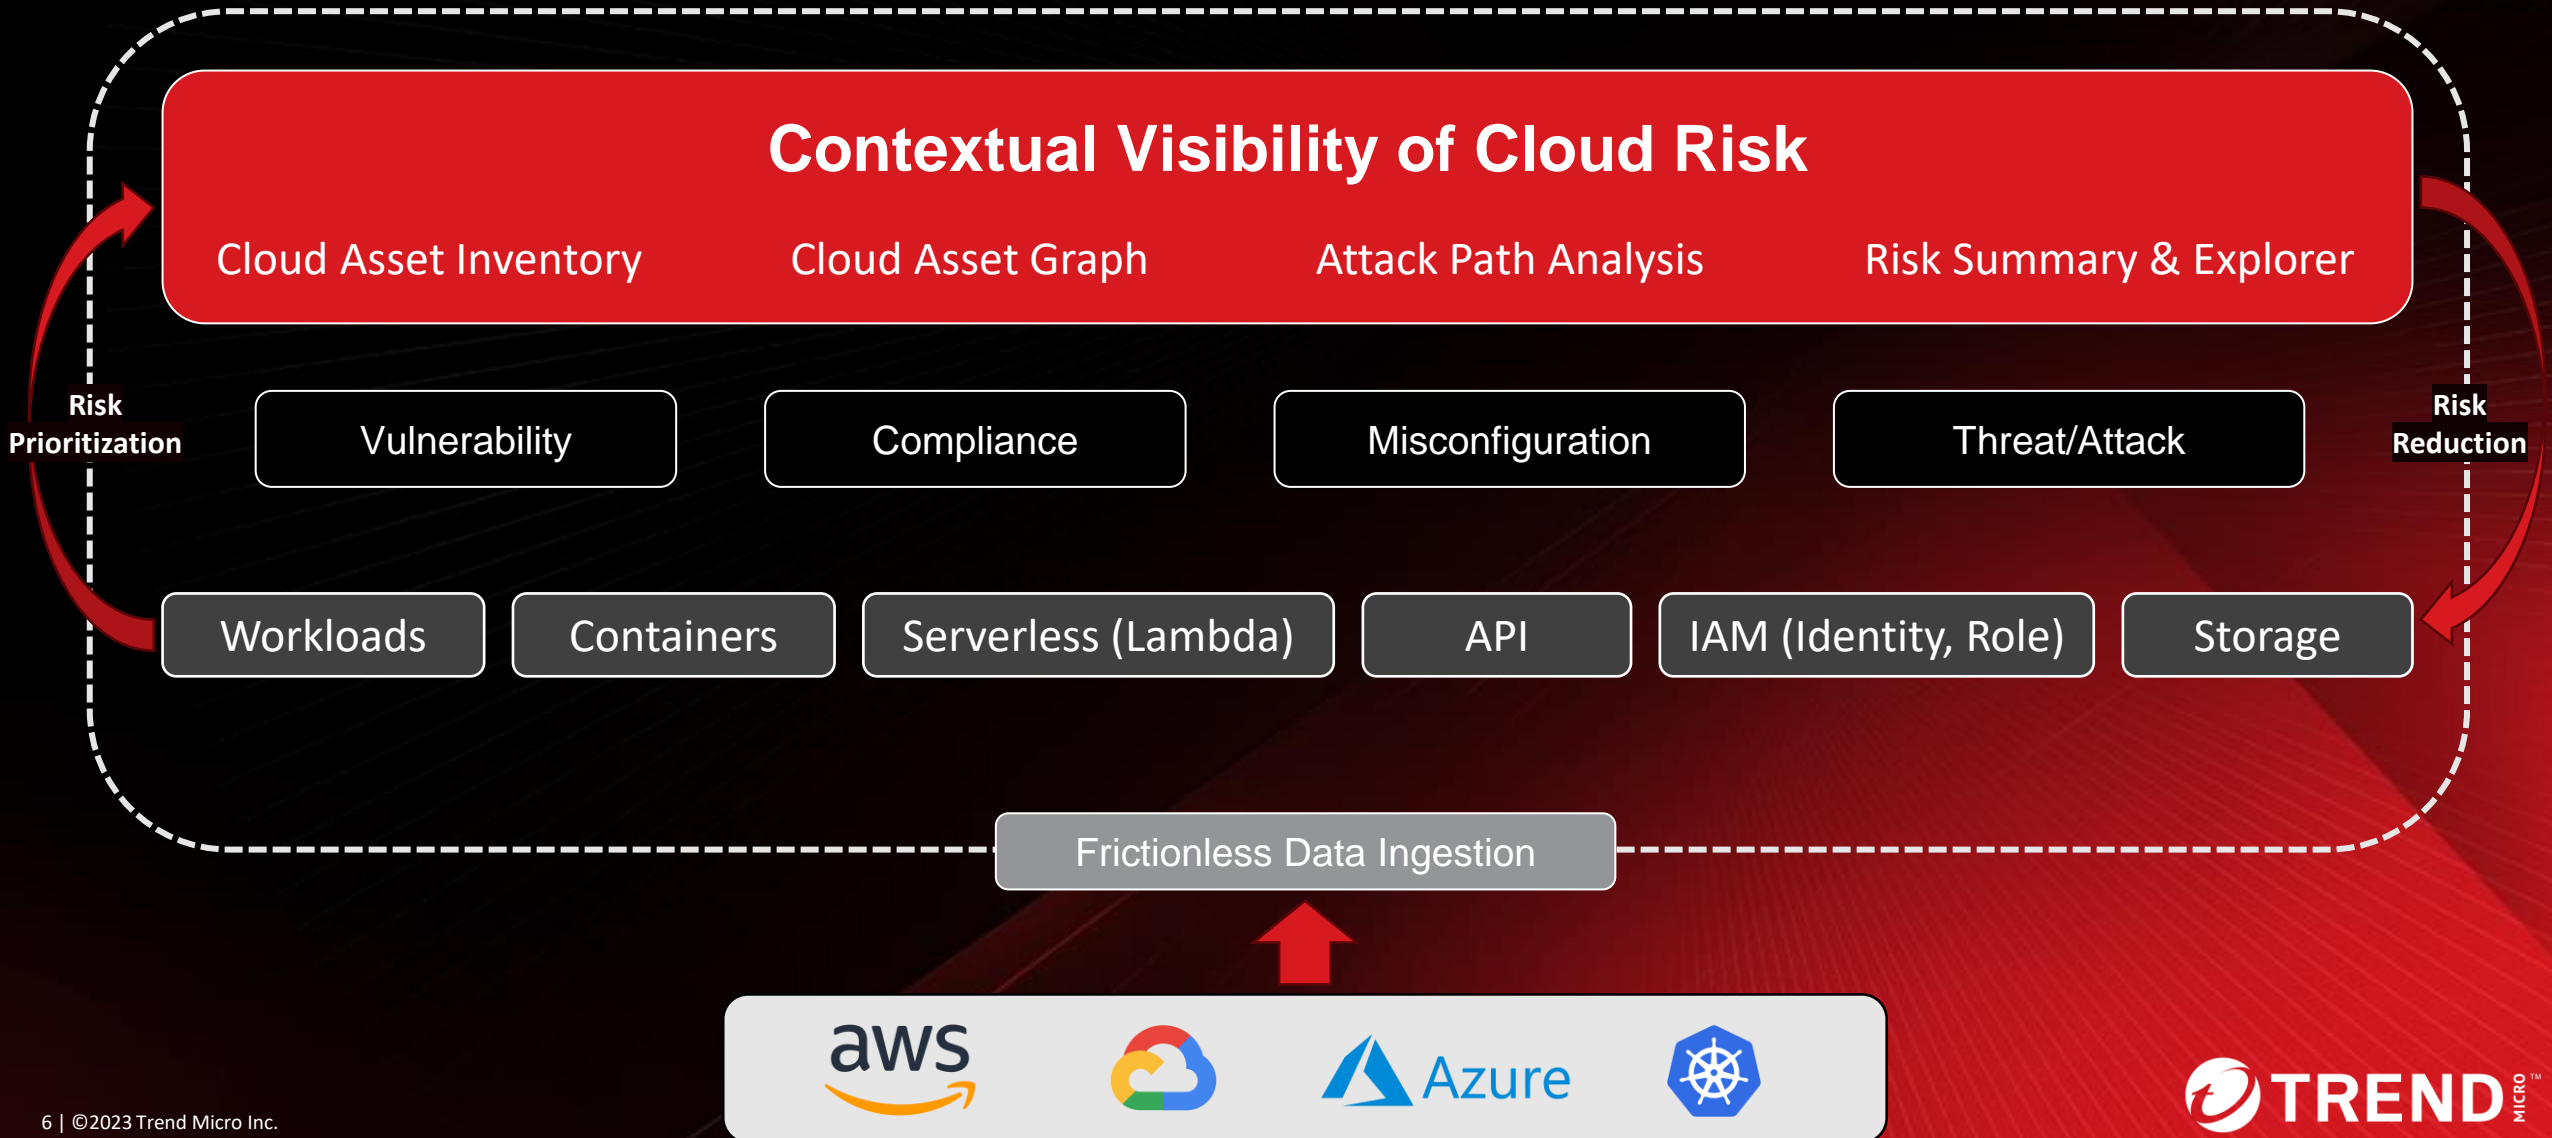 Contextual Visibility of Cloud Risk
Cloud Asset Inventory
Cloud Asset Graph
Attack Path Analysis
Risk Summary & Explorer
Risk
Prioritization
Vulnerability
Compliance
Misconfiguration
Threat/Attack
Risk
Reduction
Workloads
Containers
Serverless (Lambda)
API
IAM (Identity, Role)
Storage
Frictionless Data Ingestion
aws
Azure
6 | ©2023 Trend Micro Inc.
TREND MICRO™